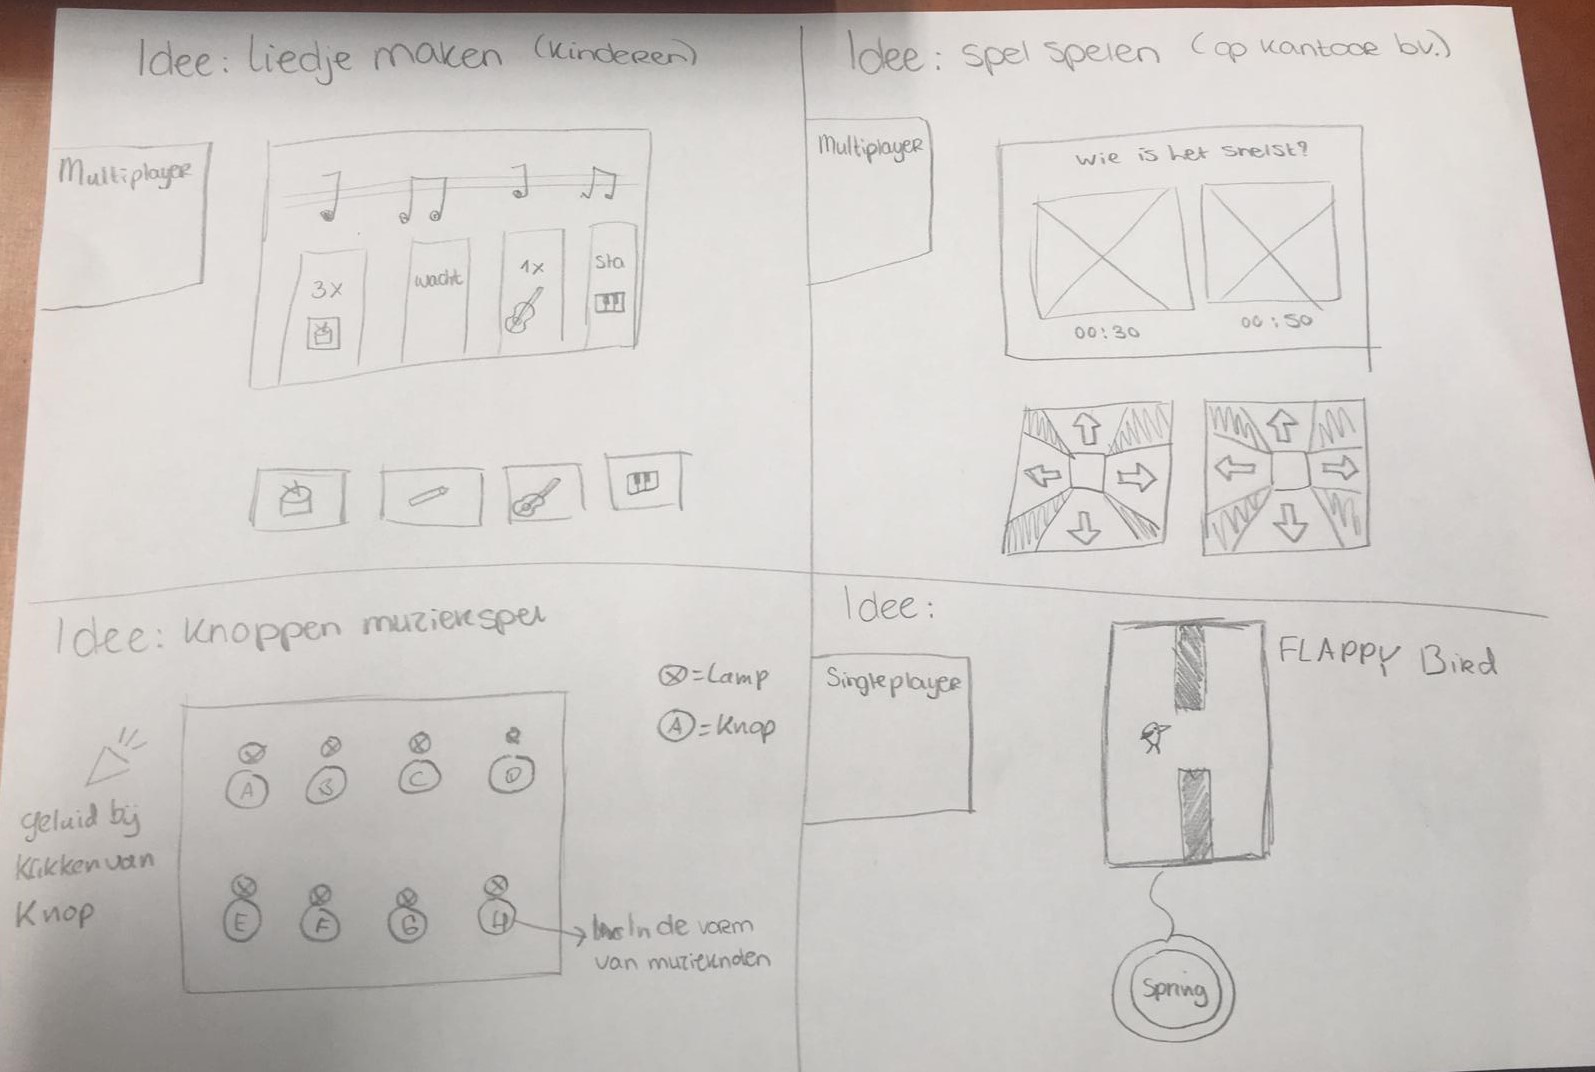 Idee: liedje maken (kinderen)
Multiplayer
3x
wacht
1x
sta
Idee: spel spelen (op kantoor bv.)
Multiplayer
wie is het snelst?
00:30
00:50
Idee: knoppen muziekspel
⊗=Lamp
Ⓐ=Knop
A
B
C
D
geluid bij
klikken van
Knop
E
F
G
H
In de vorm
van muzieknoten
Idee:
Singleplayer
FLAPPY Bird
Spring